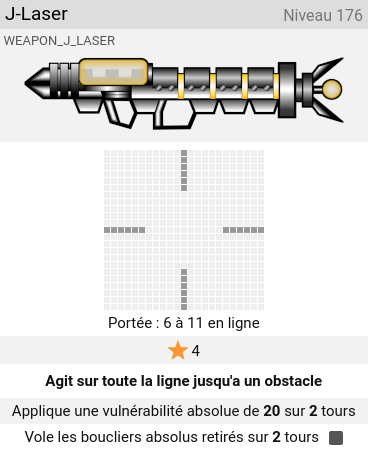 J-Laser Niveau 176
WEAPON_J_LASER
Portée : 6 à 11 en ligne
4
Agit sur toute la ligne jusqu'a un obstacle
Applique une vulnérabilité absolue de 20 sur 2 tours
Vole les boucliers absolus retirés sur 2 tours